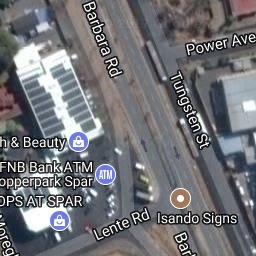 Barbara Rd
Power Ave
Tungsten St
h & Beauty
FNB Bank ATM
opperpark Spar
ATM
OPS AT SPAR
Isando Signs
Lente Rd
Bar